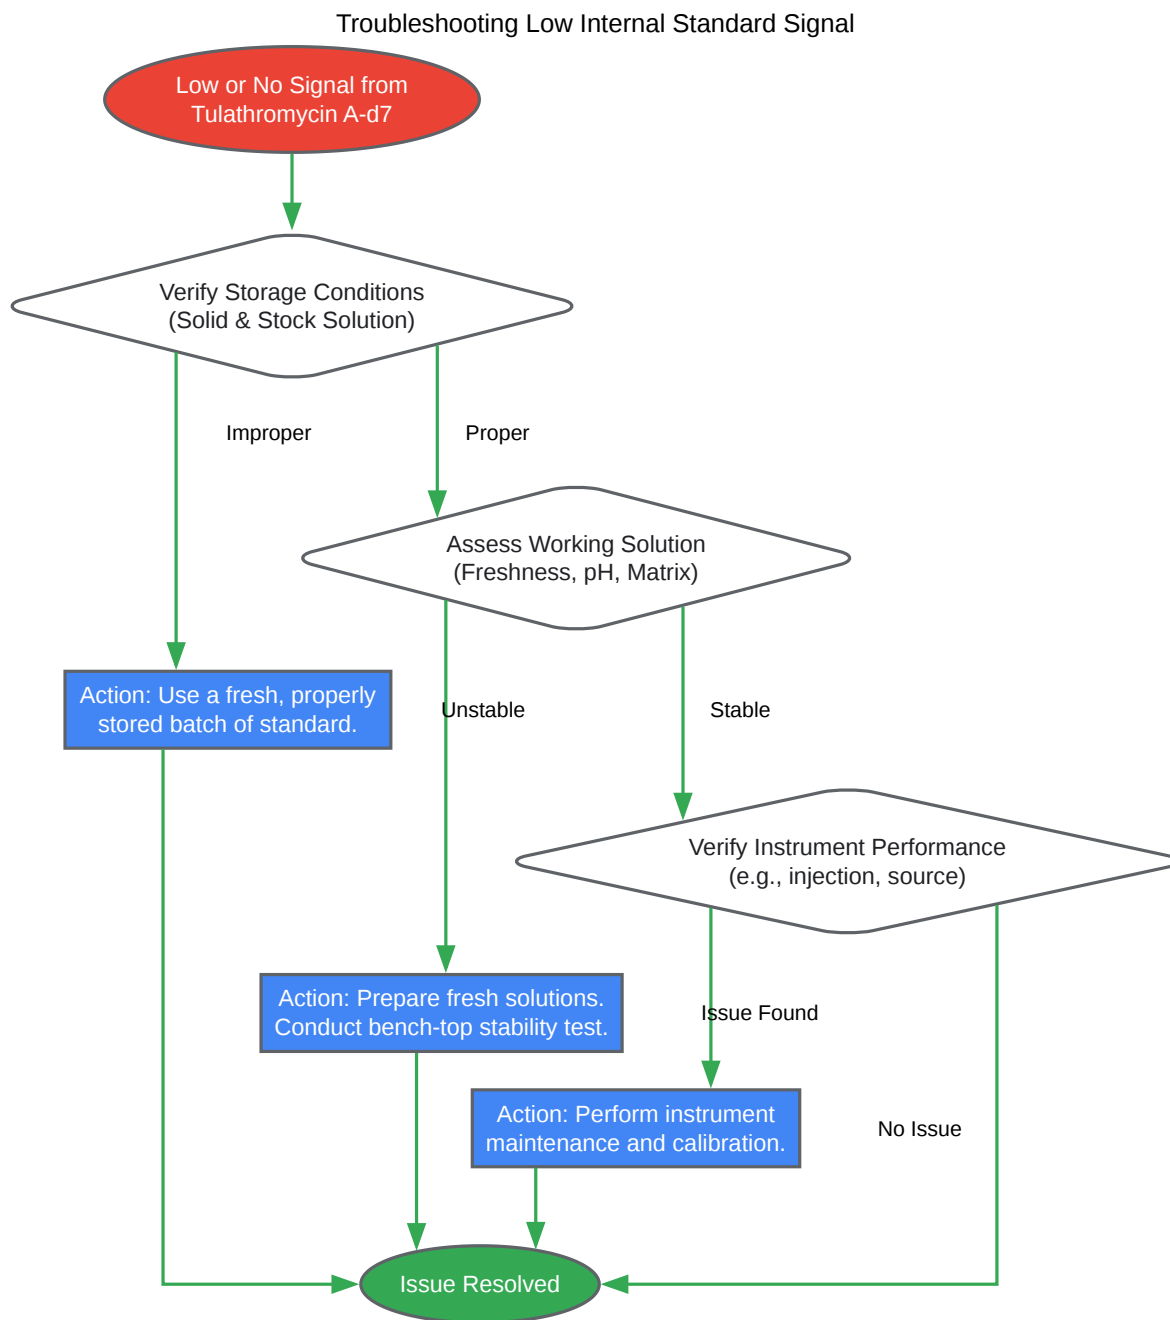 Troubleshooting Low Internal Standard Signal
Low or No Signal from
Tulathromycin A-d7
Verify Storage Conditions
(Solid & Stock Solution)
Improper
Proper
Assess Working Solution
(Freshness, pH, Matrix)
Action: Use a fresh, properly
stored batch of standard.
Unstable
Stable
Verify Instrument Performance
(e.g., injection, source)
Action: Prepare fresh solutions.
Conduct bench-top stability test.
Issue Found
Action: Perform instrument
maintenance and calibration.
No Issue
Issue Resolved